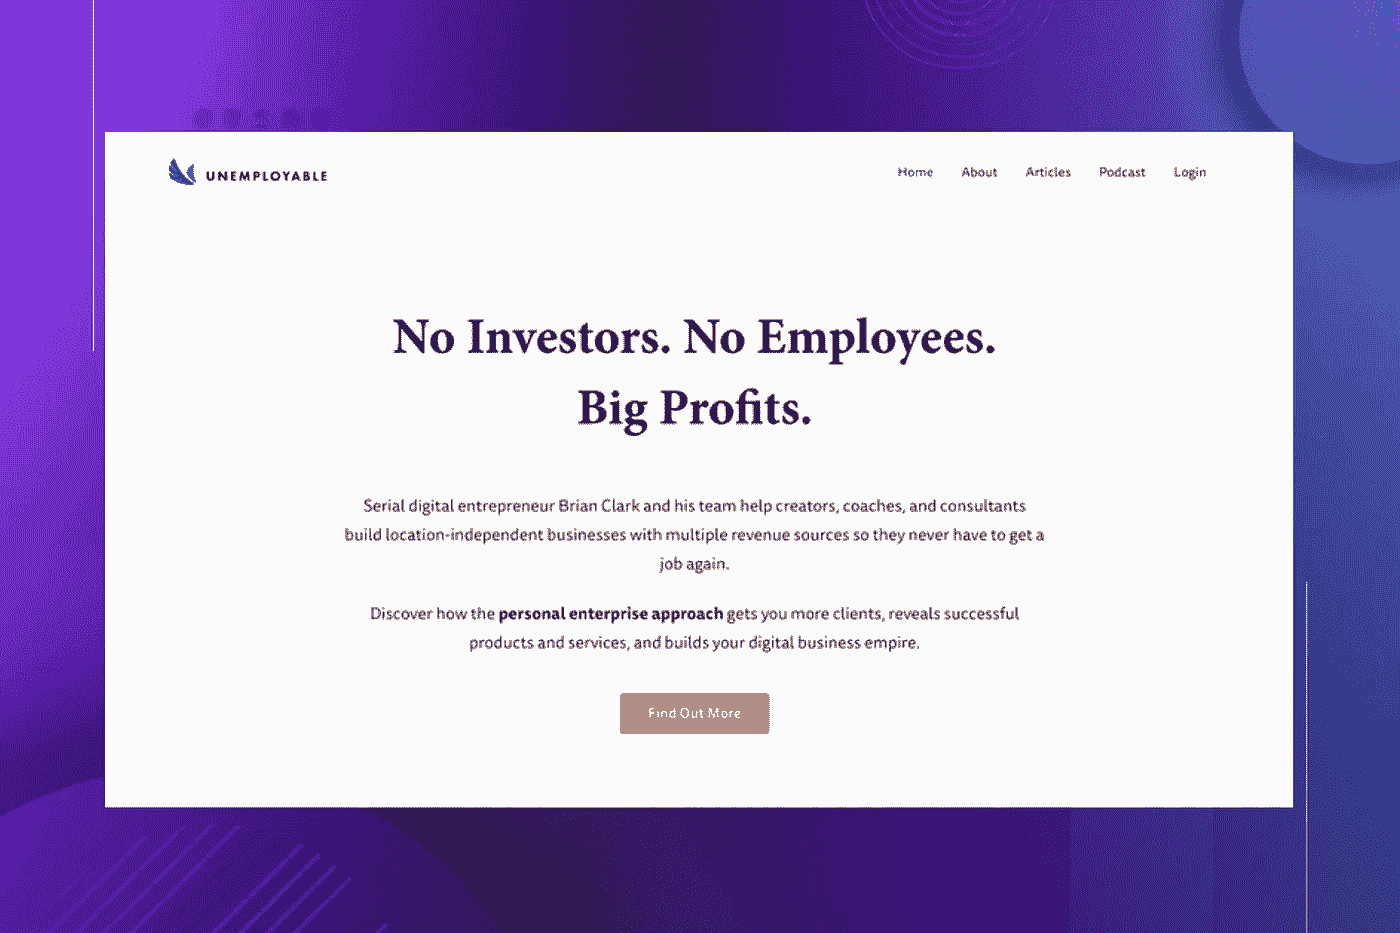 UNEMPLOYABLE
Home About Articles Podcast Login
No Investors. No Employees.
Big Profits.
Serial digital entrepreneur Brian Clark and his team help creators, coaches, and consultants
build location-independent businesses with multiple revenue sources so they never have to get a
job again.
Discover how the personal enterprise approach gets you more clients, reveals successful
products and services, and builds your digital business empire.
Find Out More